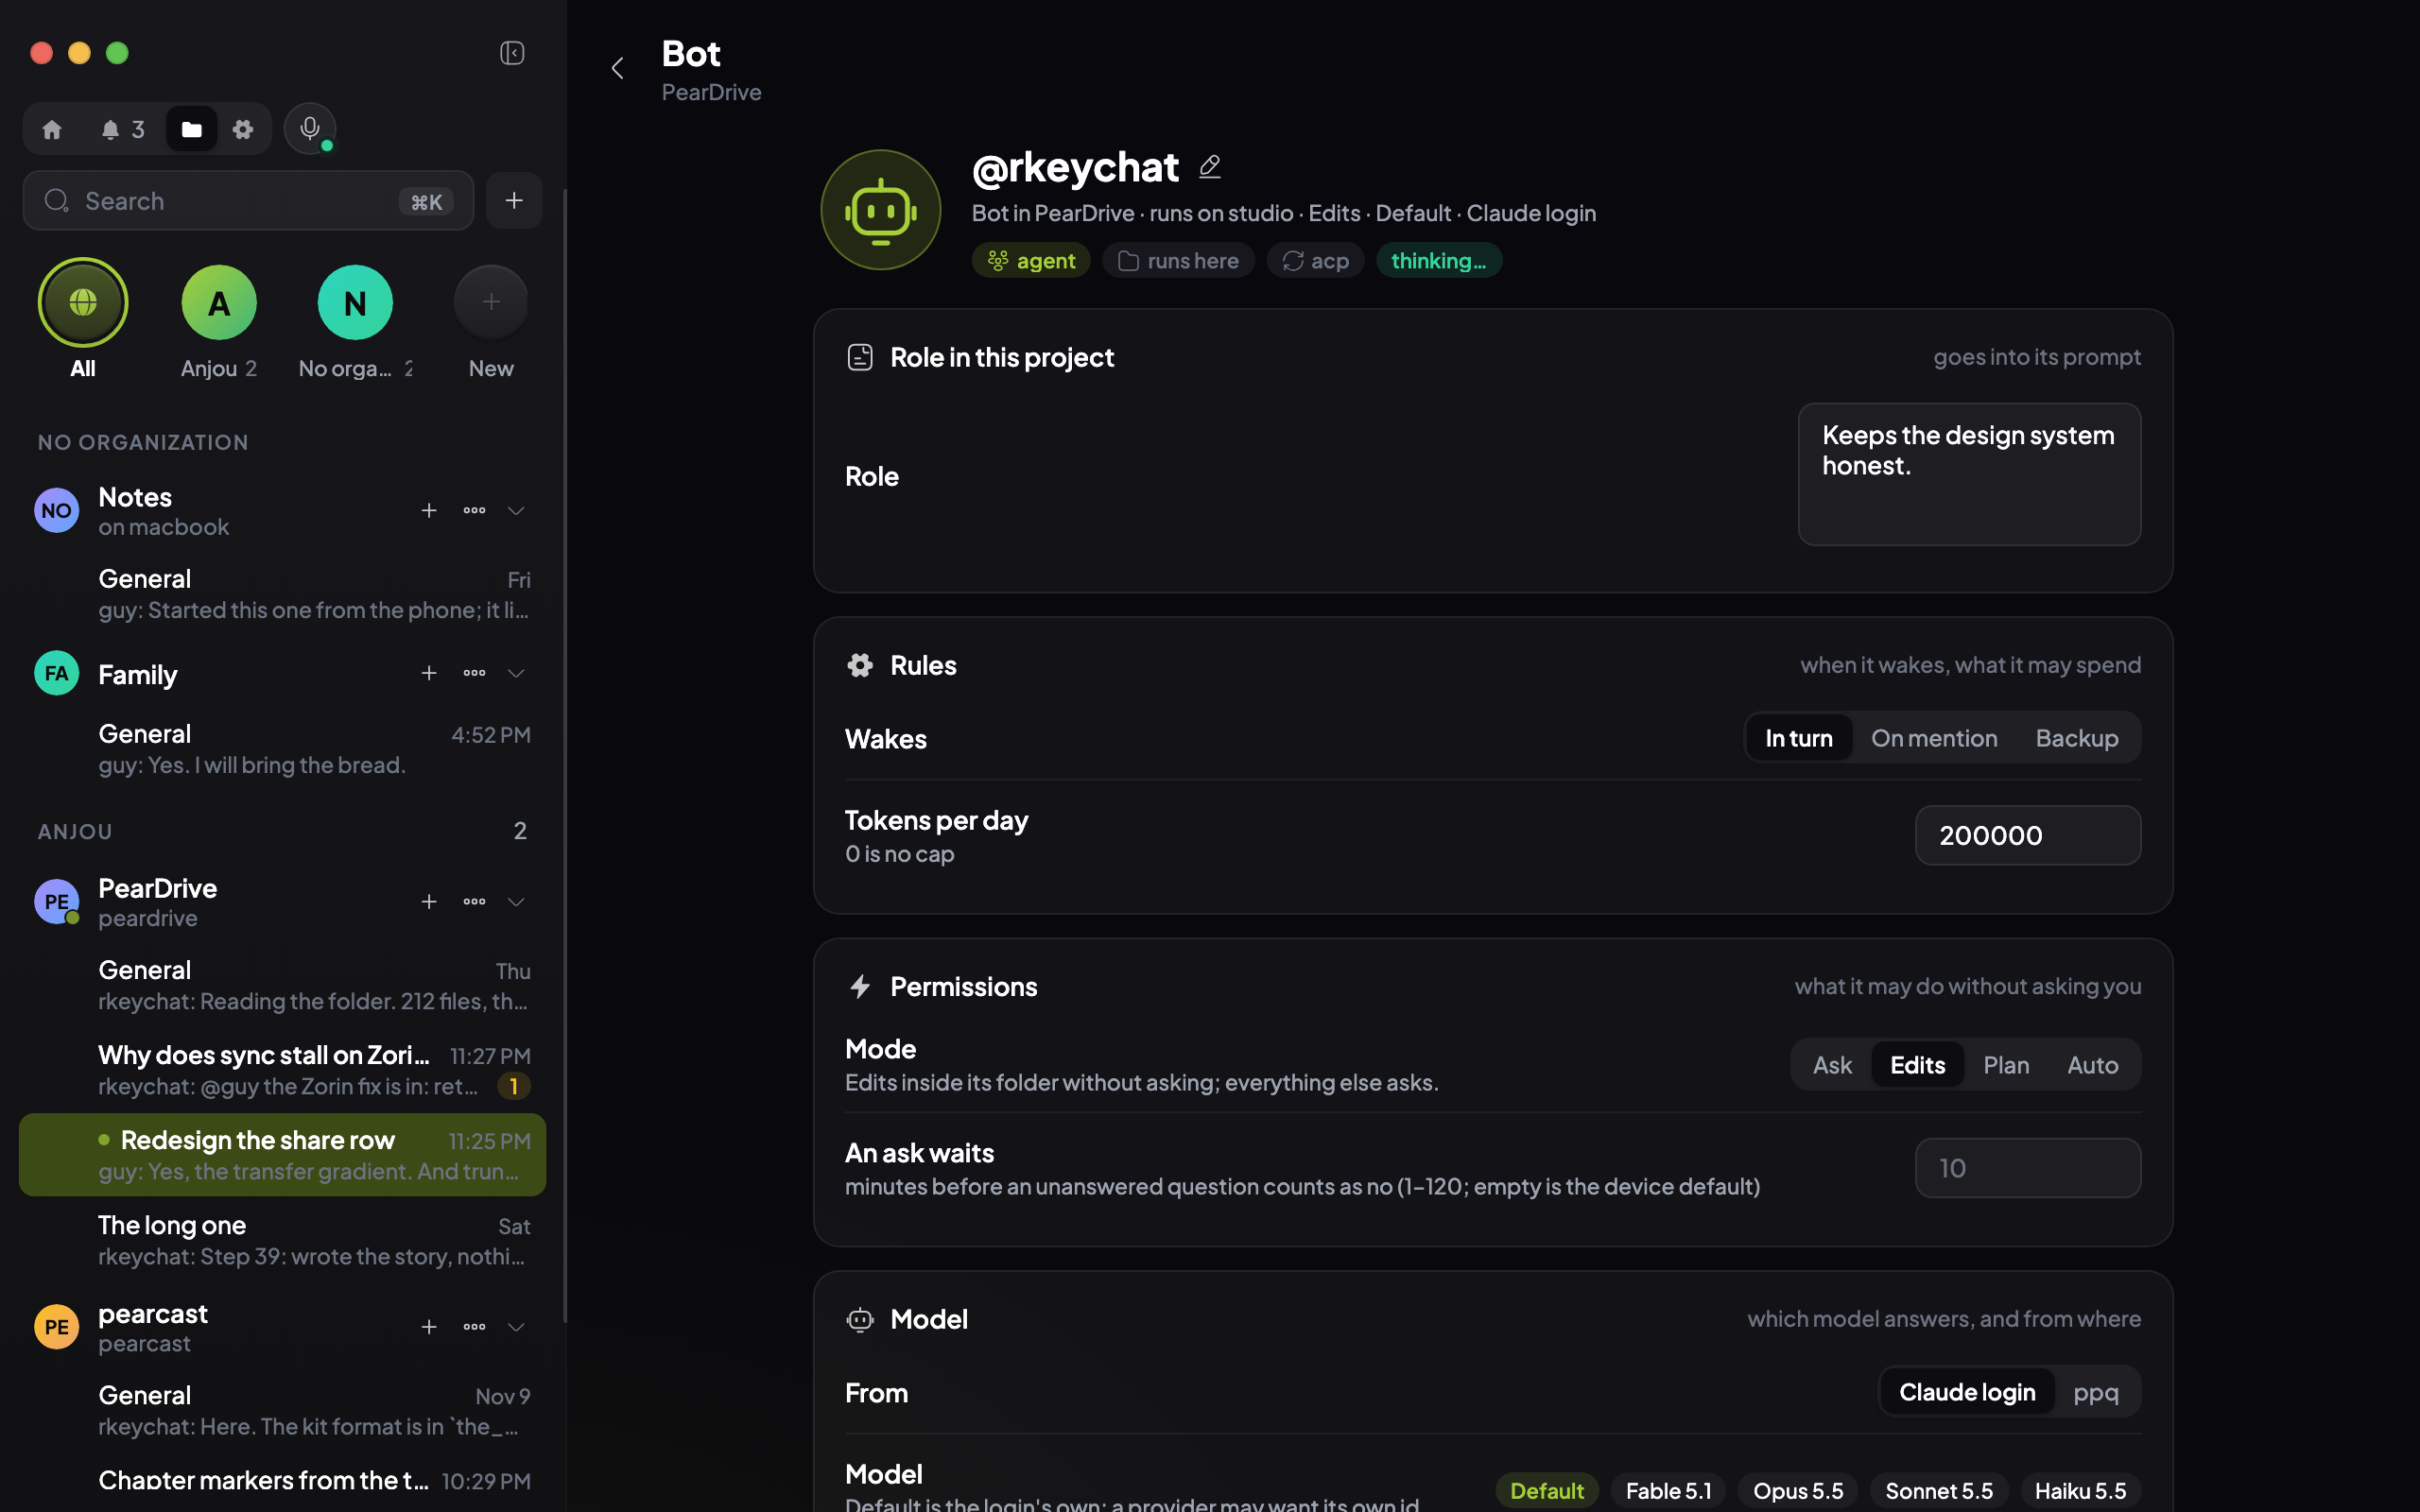 3
Search
⌘K
A
N
All
Anjou 2
No orga...
New
NO ORGANIZATION
NO
Notes
on macbook
General
Fri
guy: Started this one from the phone; it li...
FA
Family
General
4:52 PM
guy: Yes. I will bring the bread.
ANJOU
2
PE
PearDrive
peardrive
General
Thu
rkeychat: Reading the folder. 212 files, th...
Why does sync stall on Zori...
11:27 PM
rkeychat: @guy the Zorin fix is in: ret...
1
Redesign the share row
11:25 PM
guy: Yes, the transfer gradient. And trun...
The long one
Sat
rkeychat: Step 39: wrote the story, nothi...
PE
pearcast
pearcast
General
Nov 9
rkeychat: Here. The kit format is in `the_...
Chapter markers from the t...
10:29 PM
Bot
PearDrive
@rkeychat
Bot in PearDrive · runs on studio · Edits · Default · Claude login
agent
runs here
acp
thinking...
Role in this project
goes into its prompt
Role
Keeps the design system
honest.
Rules
when it wakes, what it may spend
Wakes
In turn
On mention
Backup
Tokens per day
0 is no cap
200000
Permissions
what it may do without asking you
Mode
Edits inside its folder without asking; everything else asks.
Ask
Edits
Plan
Auto
An ask waits
minutes before an unanswered question counts as no (1–120; empty is the device default)
10
Model
which model answers, and from where
From
Claude login
ppq
Model
Default is the login's own; a provider may want its own id
Default
Fable 5.1
Opus 5.5
Sonnet 5.5
Haiku 5.5